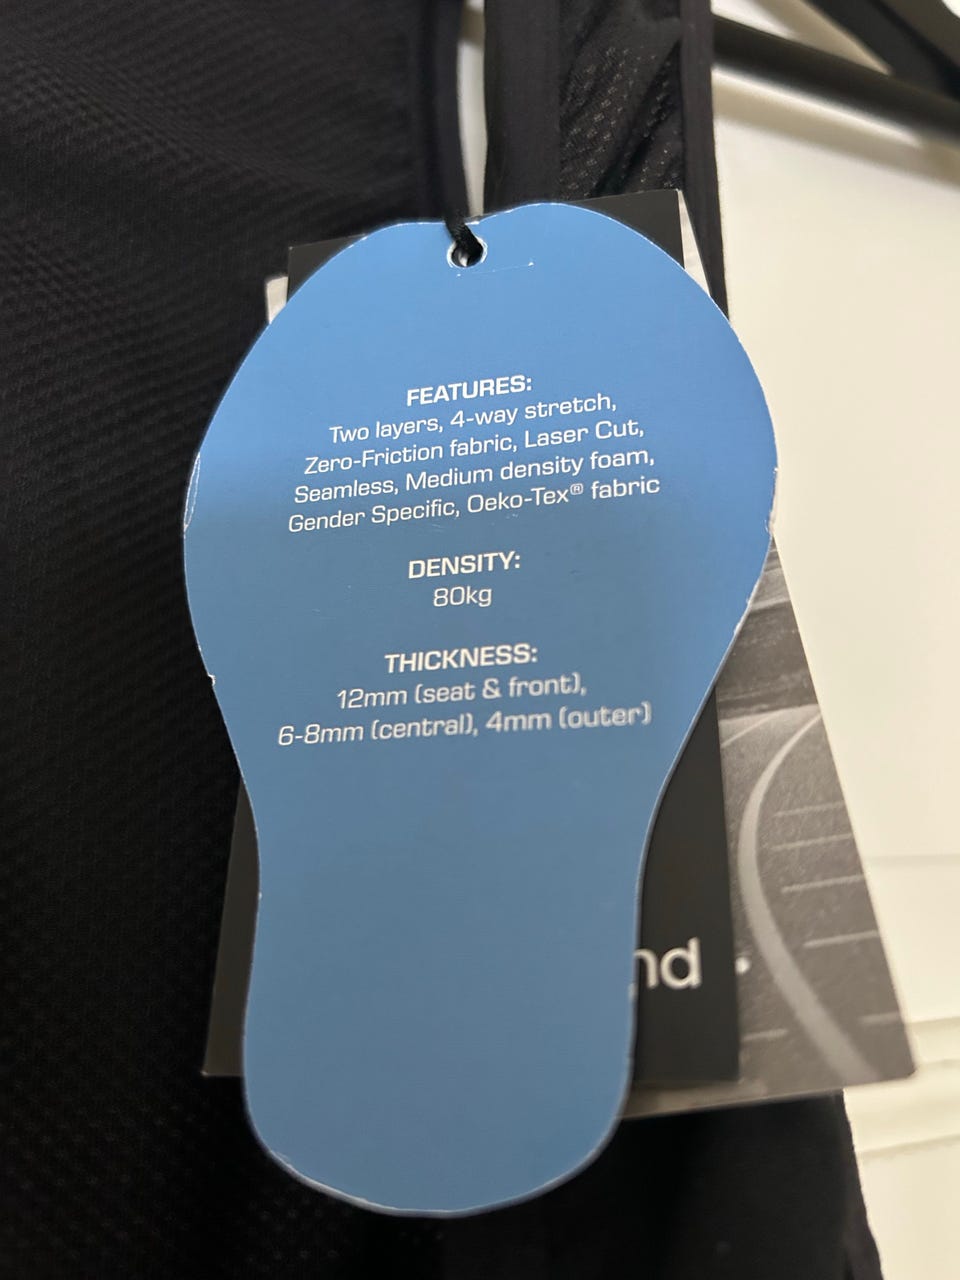 FEATURES:
Two layers, 4-way stretch,
Zero-Friction fabric, Laser Cut,
Seamless, Medium density foam,
Gender Specific, Oeko-Tex® fabric
DENSITY:
80kg
THICKNESS:
12mm (seat & front),
6-8mm (central), 4mm (outer)